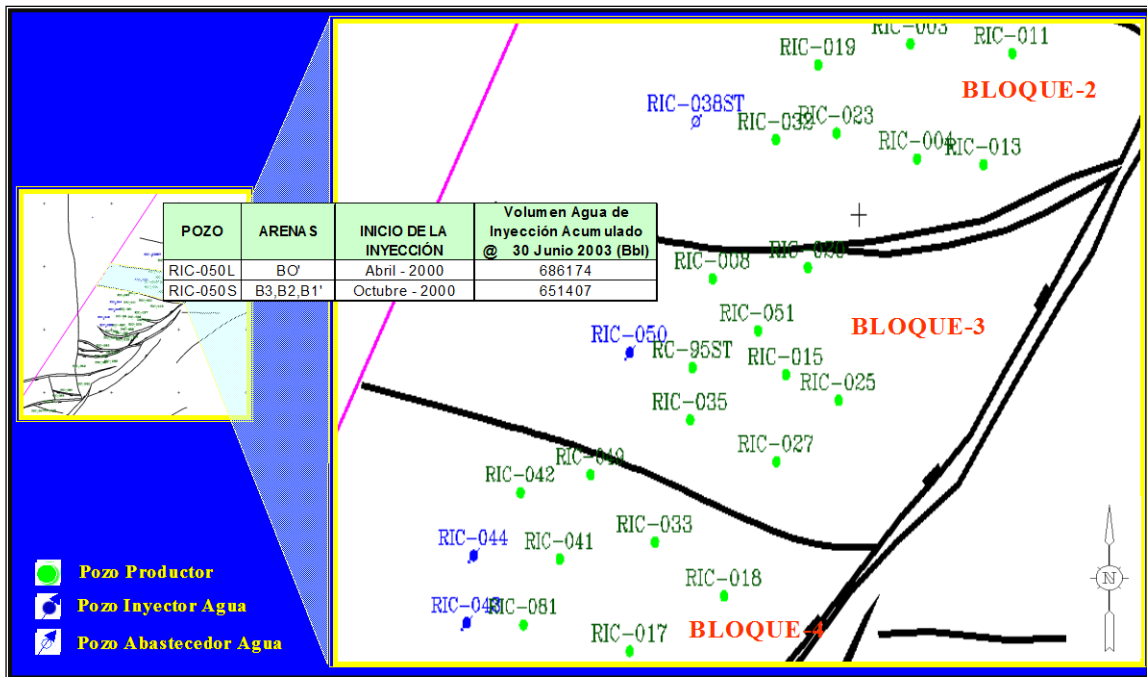 RIC-003
RIC-019
RIC-011
BLOQUE-2
RIC-038ST
RIC-032
RIC-023
RIC-004
RIC-013
POZO ARENAS INICIO DE LA INYECCIÓN Volumen Agua de Inyección Acumulado @ 30 Junio 2003 (Bbl)
RIC-050L BO' Abril - 2000 686174
RIC-050S B3,B2,B1' Octubre - 2000 651407
RIC-008
RIC-051
BLOQUE-3
RIC-050
RC-95ST
RIC-015
RIC-025
RIC-035
RIC-027
RIC-049
RIC-042
RIC-044
RIC-041
RIC-033
RIC-018
RIC-043
RIC-081
RIC-017
BLOQUE-4
N
Pozo Productor
Pozo Inyector Agua
Pozo Abastecedor Agua